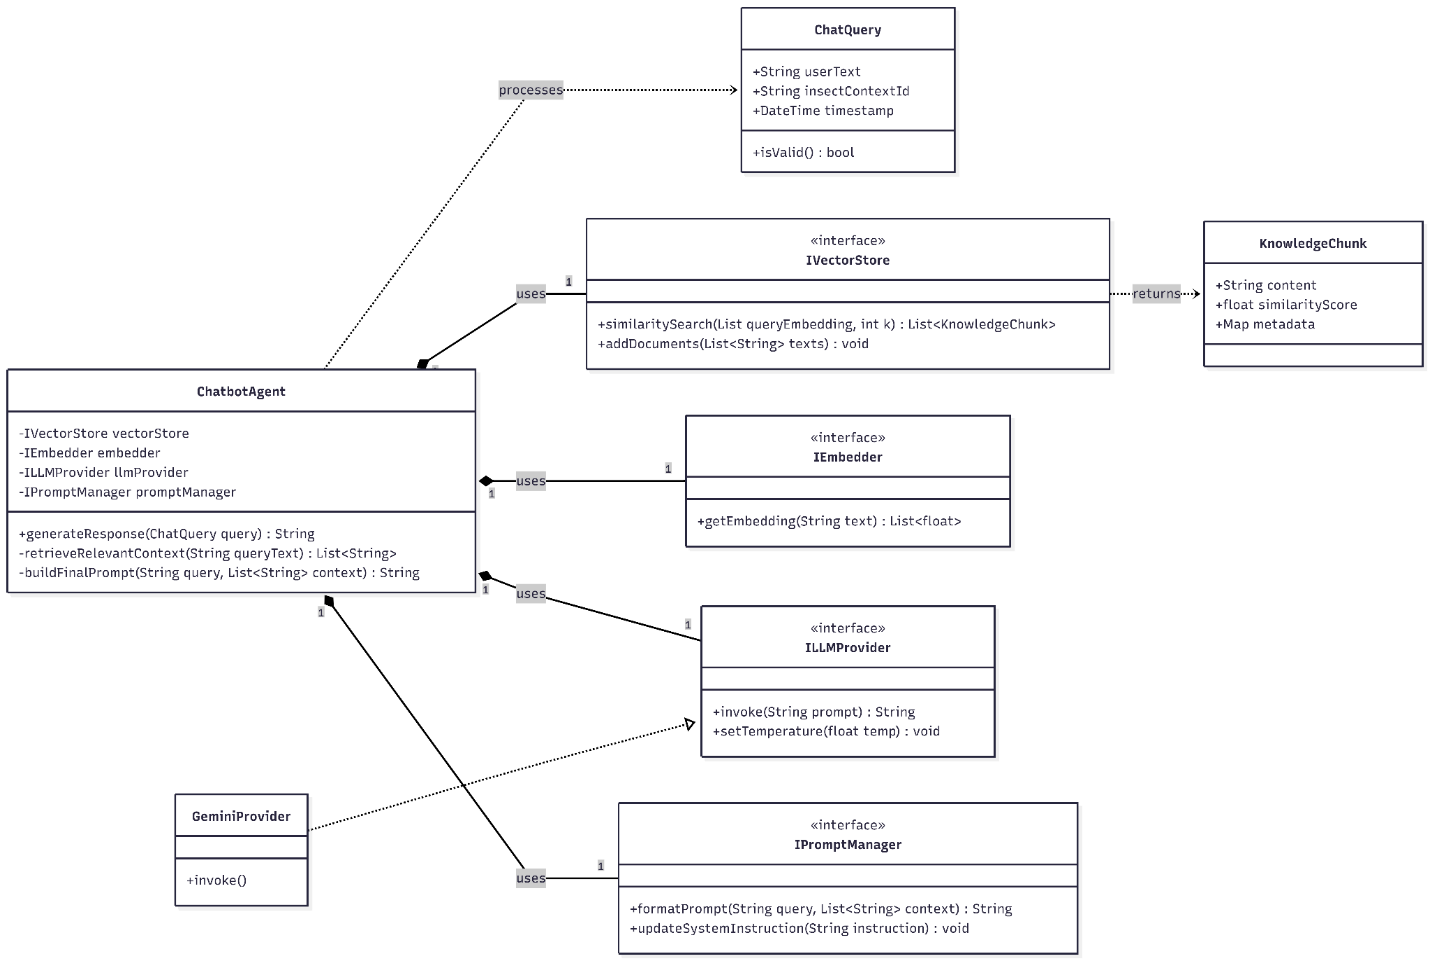 ChatQuery
+String userText
+String insectContextId
+DateTime timestamp
+isValid() : bool
processes
«interface»
IVectorStore
+similaritySearch(List queryEmbedding, int k) : List<KnowledgeChunk>
+addDocuments(List<String> texts) : void
uses
1
returns
KnowledgeChunk
+String content
+float similarityScore
+Map metadata
ChatbotAgent
-IVectorStore vectorStore
-IEmbedder embedder
-ILLMProvider llmProvider
-IPromptManager promptManager
+generateResponse(ChatQuery query) : String
-retrieveRelevantContext(String queryText) : List<String>
-buildFinalPrompt(String query, List<String> context) : String
«interface»
IEmbedder
+getEmbedding(String text) : List<float>
1
uses
1
«interface»
ILLMProvider
+invoke(String prompt) : String
+setTemperature(float temp) : void
1
uses
1
GeminiProvider
+invoke()
1
uses
1
«interface»
IPromptManager
+formatPrompt(String query, List<String> context) : String
+updateSystemInstruction(String instruction) : void